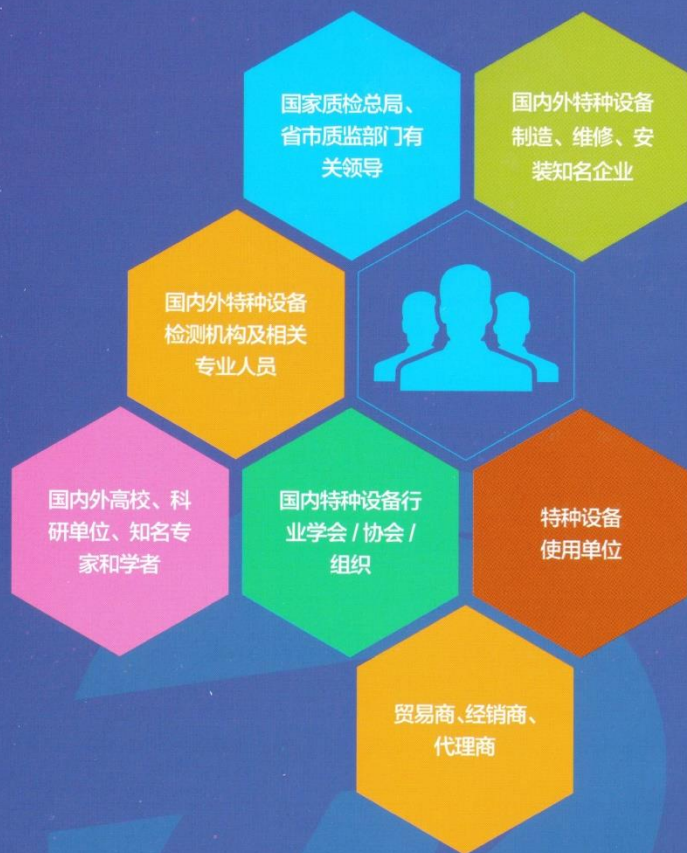 国家质检总局、
省市质监部门有
关领导
国内外特种设备
制造、维修、安
装知名企业
国内外特种设备
检测机构及相关
专业人员
国内外高校、科
研单位、知名专
家和学者
国内特种设备行
业学会 / 协会 /
组织
特种设备
使用单位
贸易商、经销商、
代理商